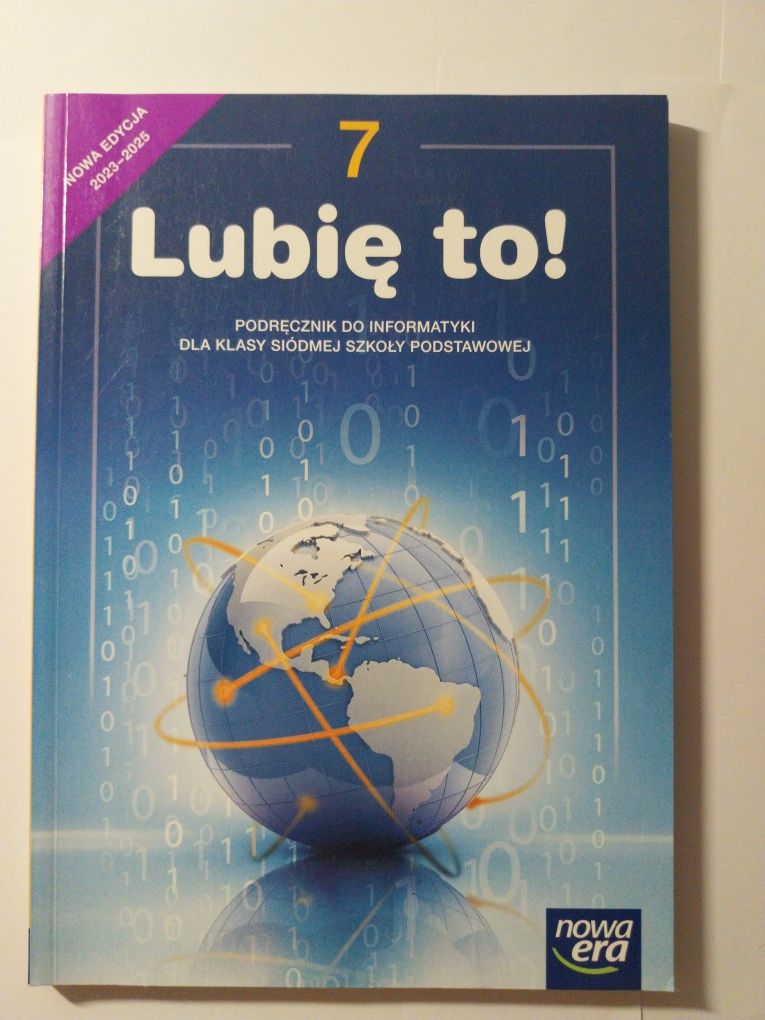 NOWA EDYCJA
2023–2025
7
Lubię to!
PODRĘCZNIK DO INFORMATYKI
DLA KLASY SIÓDMEJ SZKOŁY PODSTAWOWEJ
nowa
era